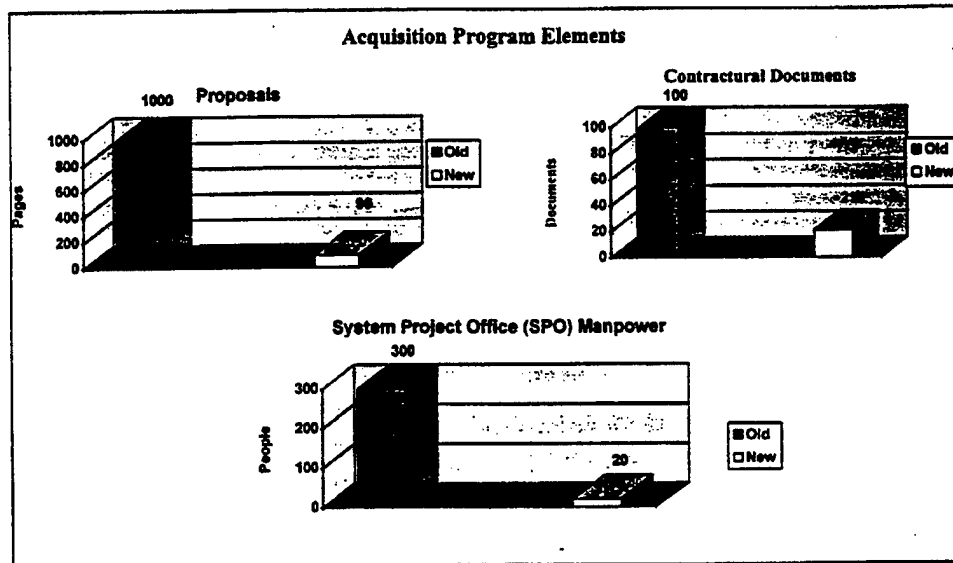 Acquisition Program Elements
Proposals
1000
Pages
1000
800
600
400
200
0
Old
New
Contractural Documents
100
Documents
100
80
60
40
20
0
Old
New
System Project Office (SPO) Manpower
300
People
300
200
100
0
20
Old
New